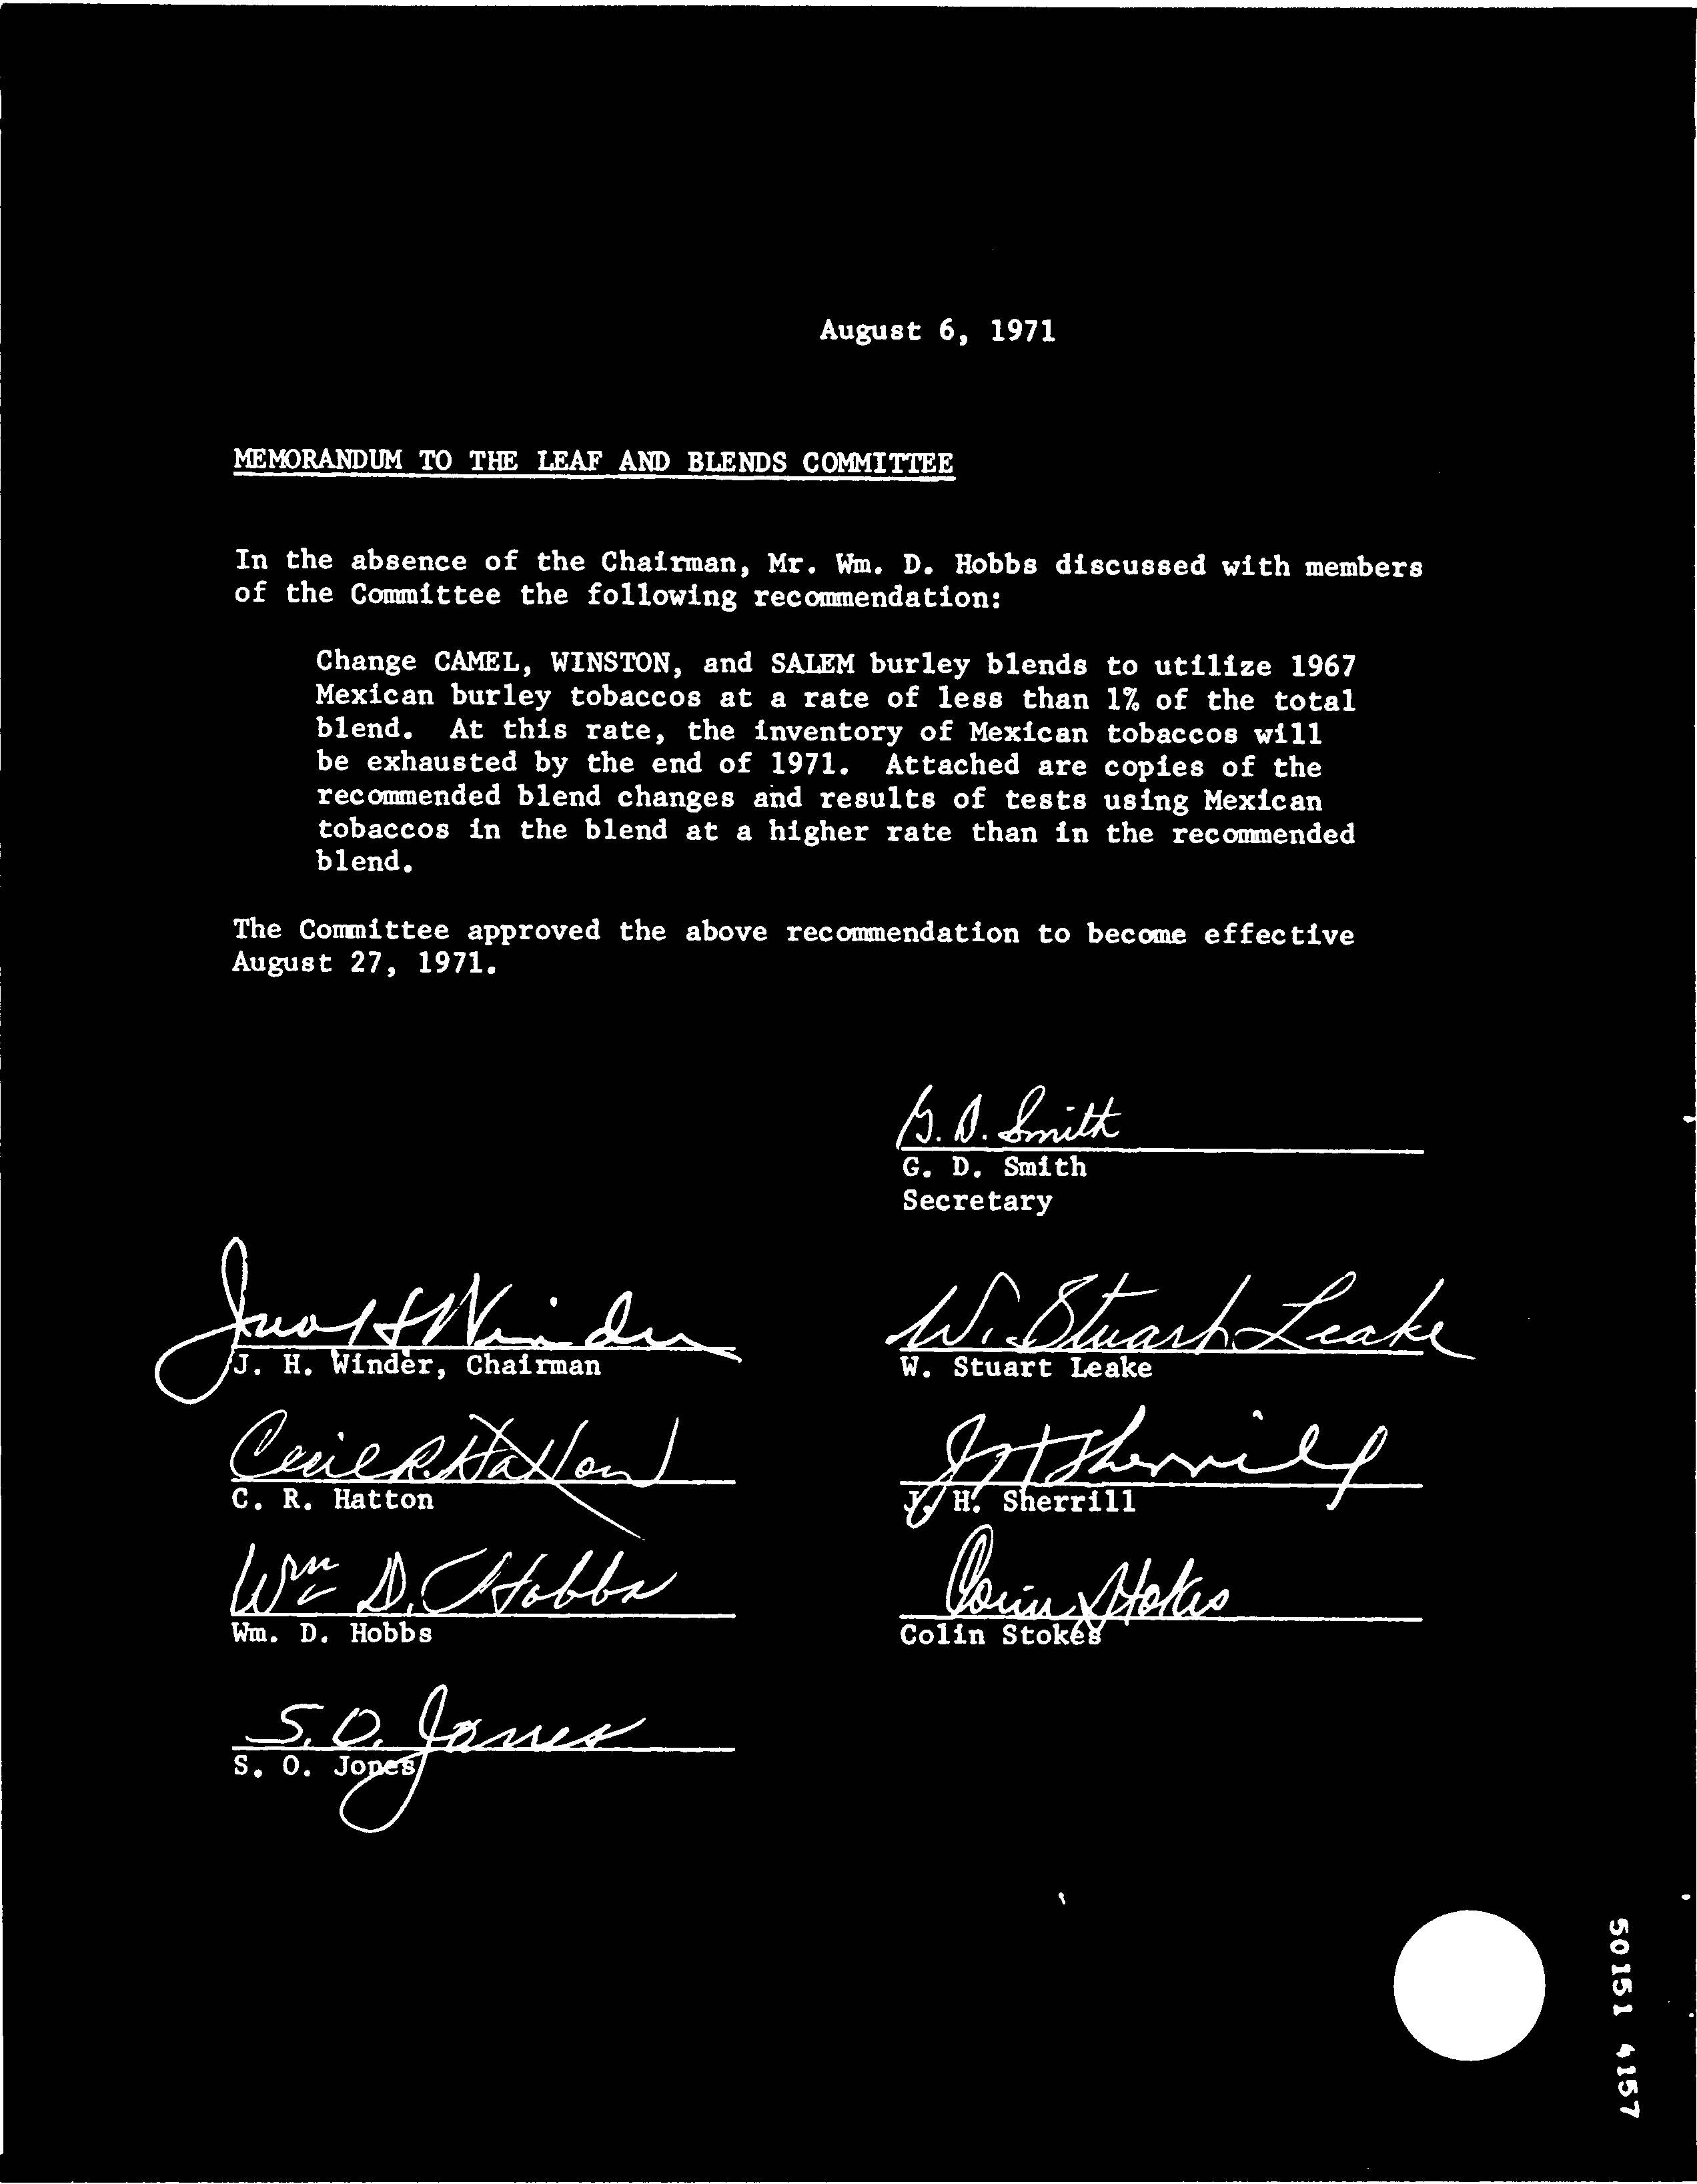 August 6, 1971
MEMORANDUM TO THE LEAF AND BLENDS COMMITTEE
In the absence of the Chairman, Mr. Wm. D. Hobbs discussed with members
of the Committee the following recommendation:
Change CAMEL, WINSTON, and SALEM burley blends to utilize 1967
Mexican burley tobaccos at a rate of less than 1% of the total
blend. At this rate, the inventory of Mexican tobaccos will
be exhausted by the end of 1971. Attached are copies of the
recommended blend changes and results of tests using Mexican
tobaccos in the blend at a higher rate than in the recommended
blend.
The Committee approved the above recommendation to become effective
August 27, 1971.
G. D. Smith
G. D. Smith
Secretary
Jno H Winder
J. H. Winder, Chairman
W. Stuart Leake
W. Stuart Leake
Cecil R. Hatton
C. R. Hatton
J H Sherrill
J. H. Sherrill
Wm D. Hobbs
Wm. D. Hobbs
Colin Stokes
Colin Stokes
S. O. Jones
S. O. Jones
50151 4157